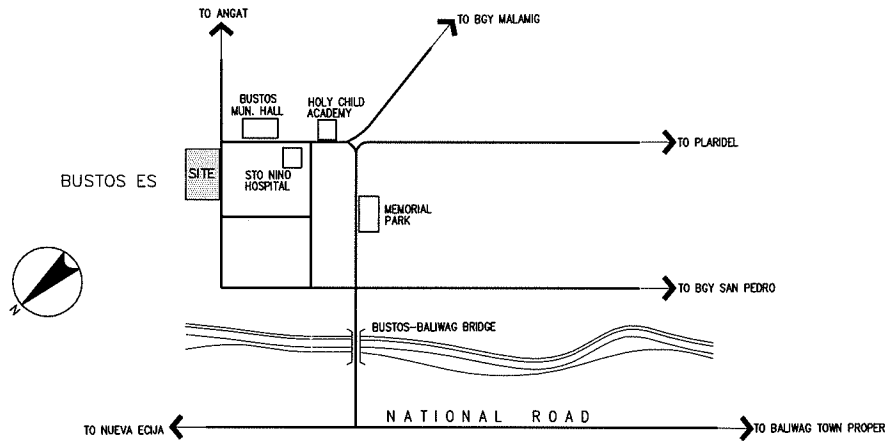 TO ANGAT
TO BGY MALAMIG
BUSTOS
MUN. HALL
HOLY CHILD
ACADEMY
TO PLARIDEL
BUSTOS ES
SITE
STO NINO
HOSPITAL
MEMORIAL
PARK
N
TO BGY SAN PEDRO
BUSTOS-BALIWAG BRIDGE
NATIONAL ROAD
TO NUEVA ECIJA
TO BALIWAG TOWN PROPER